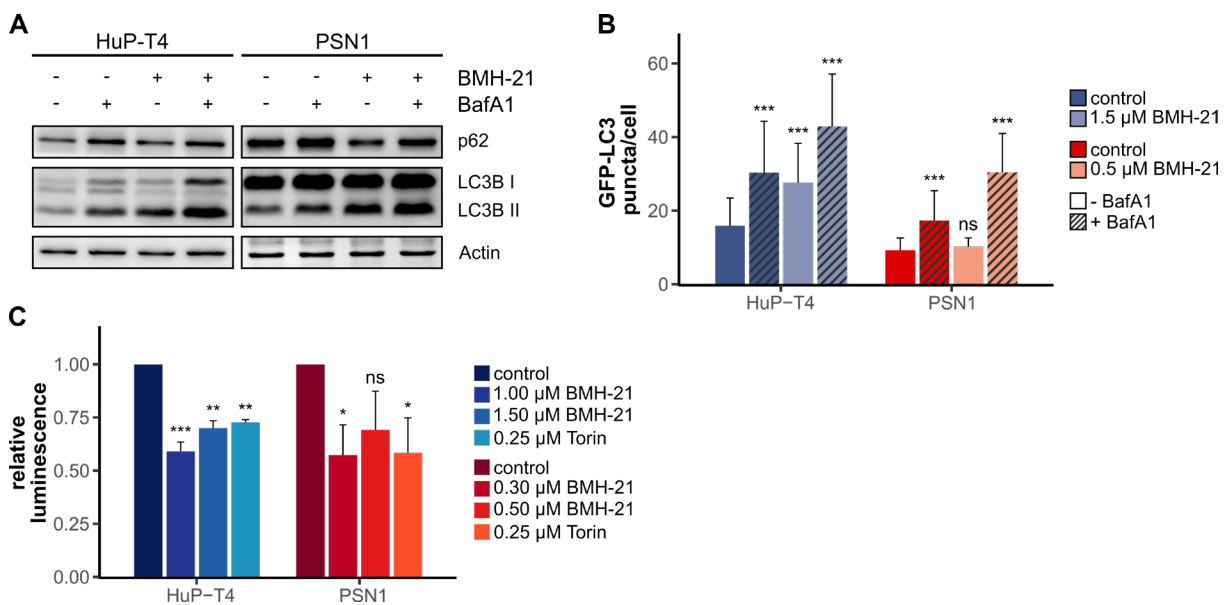 A
HuP-T4 PSN1
- - + + - - + + BMH-21
- + - + - + - + BafA1
p62
LC3B I
LC3B II
Actin
B
GFP-LC3
puncta/cell
60
40
20
0
*** *** *** *** ns ***
HuP−T4 PSN1
control
1.5 µM BMH-21
control
0.5 µM BMH-21
- BafA1
+ BafA1
C
relative
luminescence
1.00
0.75
0.50
0.25
0.00
*** ** ** * ns *
HuP−T4 PSN1
control
1.00 µM BMH-21
1.50 µM BMH-21
0.25 µM Torin
control
0.30 µM BMH-21
0.50 µM BMH-21
0.25 µM Torin